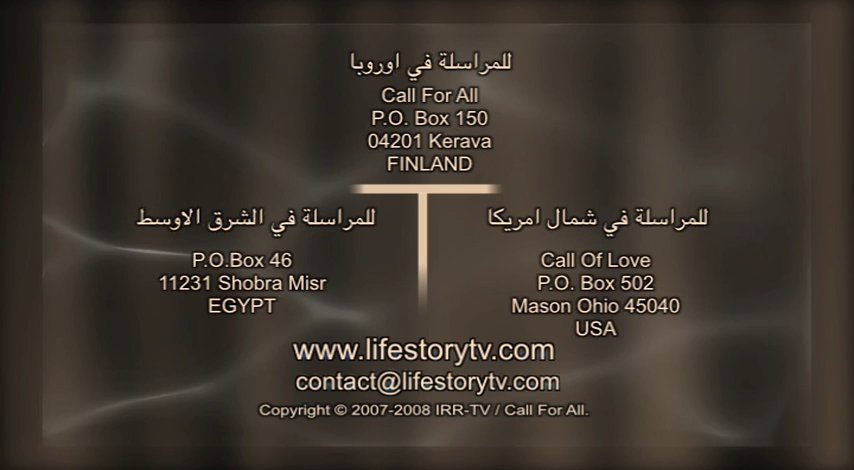 للمراسلة في اوروبا
Call For All
P.O. Box 150
04201 Kerava
FINLAND
للمراسلة في الشرق الاوسط
P.O.Box 46
11231 Shobra Misr
EGYPT
للمراسلة في شمال امريكا
Call Of Love
P.O. Box 502
Mason Ohio 45040
USA
www.lifestorytv.com
contact@lifestorytv.com
Copyright © 2007-2008 IRR-TV / Call For All.